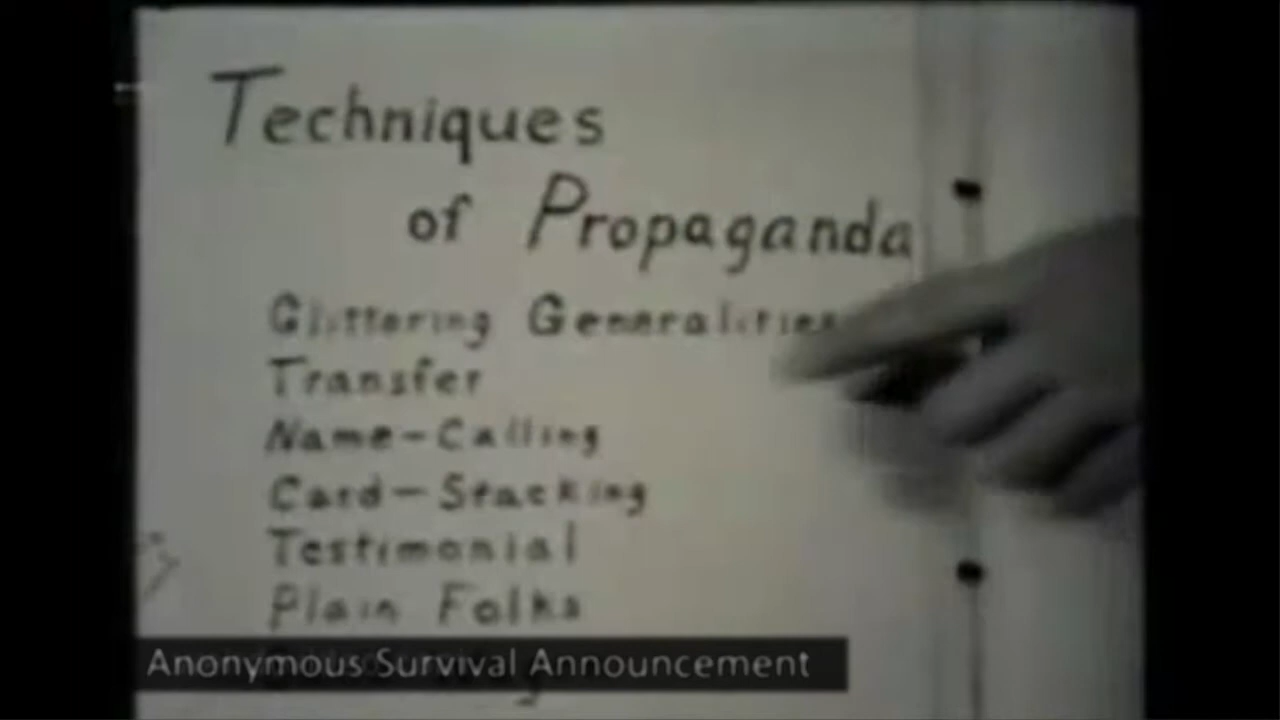 Techniques
of Propaganda
Glittering Generalities
Transfer
Name-Calling
Card-Stacking
Testimonial
Plain Folks
Anonymous Survival Announcement